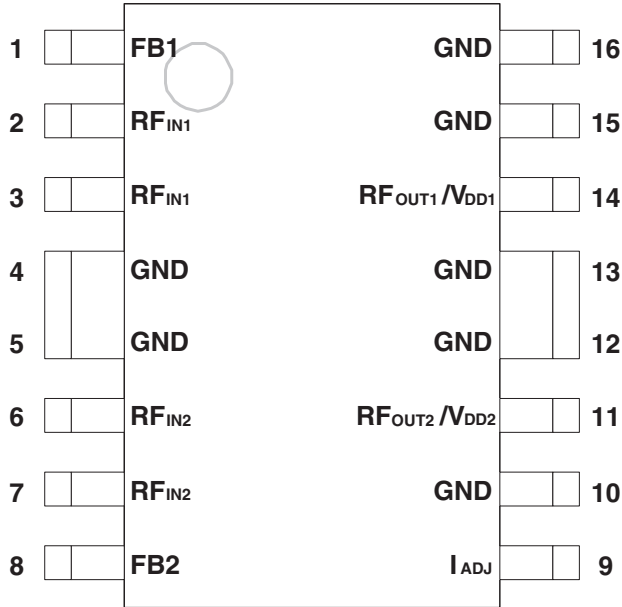 1 FB1 GND 16
2 RFIN1 GND 15
3 RFIN1 RFOUT1 /VDD1 14
4 GND GND 13
5 GND GND 12
6 RFIN2 RFOUT2 /VDD2 11
7 RFIN2 GND 10
8 FB2 I ADJ 9